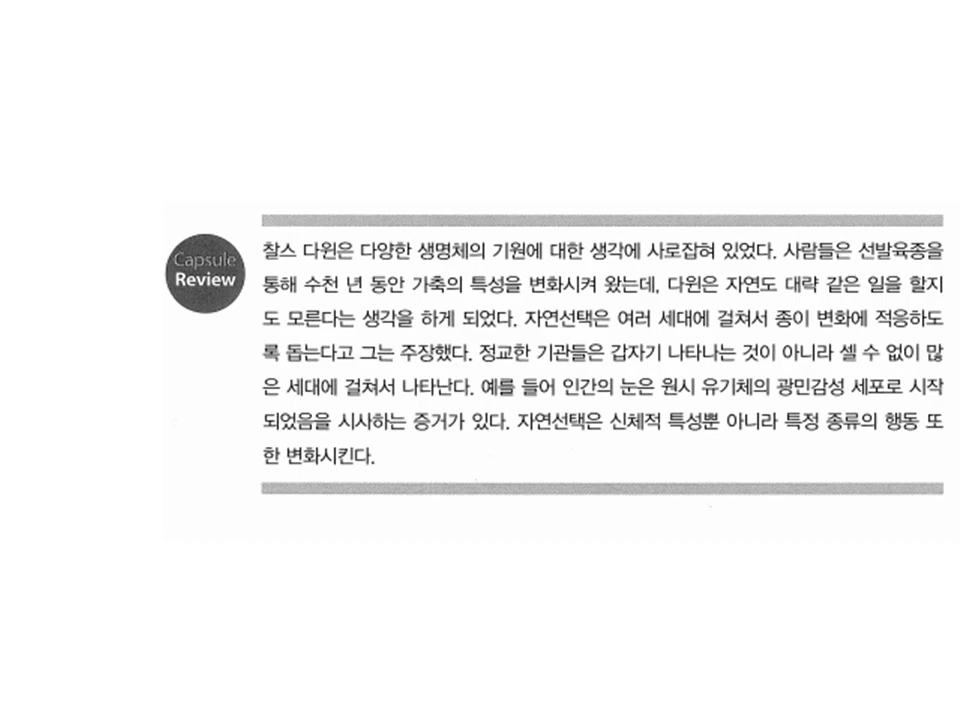 Capsule
Review
찰스 다윈은 다양한 생명체의 기원에 대한 생각에 사로잡혀 있었다. 사람들은 선발육종을
통해 수천 년 동안 가축의 특성을 변화시켜 왔는데, 다윈은 자연도 대략 같은 일을 할지
도 모른다는 생각을 하게 되었다. 자연선택은 여러 세대에 걸쳐서 종이 변화에 적응하도
록 돕는다고 그는 주장했다. 정교한 기관들은 갑자기 나타나는 것이 아니라 셀 수 없이 많
은 세대에 걸쳐서 나타난다. 예를 들어 인간의 눈은 원시 유기체의 광민감성 세포로 시작
되었음을 시사하는 증거가 있다. 자연선택은 신체적 특성뿐 아니라 특정 종류의 행동 또
한 변화시킨다.